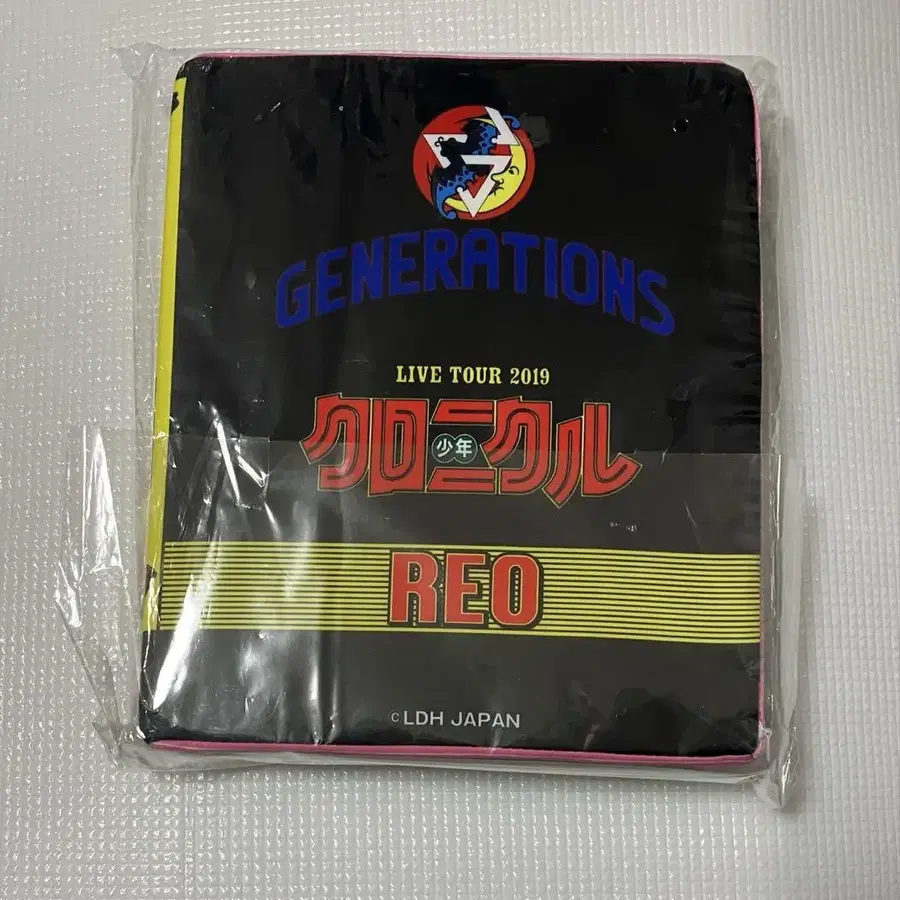 GENERATIONS
LIVE TOUR 2019
クロニクル
少年
REO
©LDH JAPAN